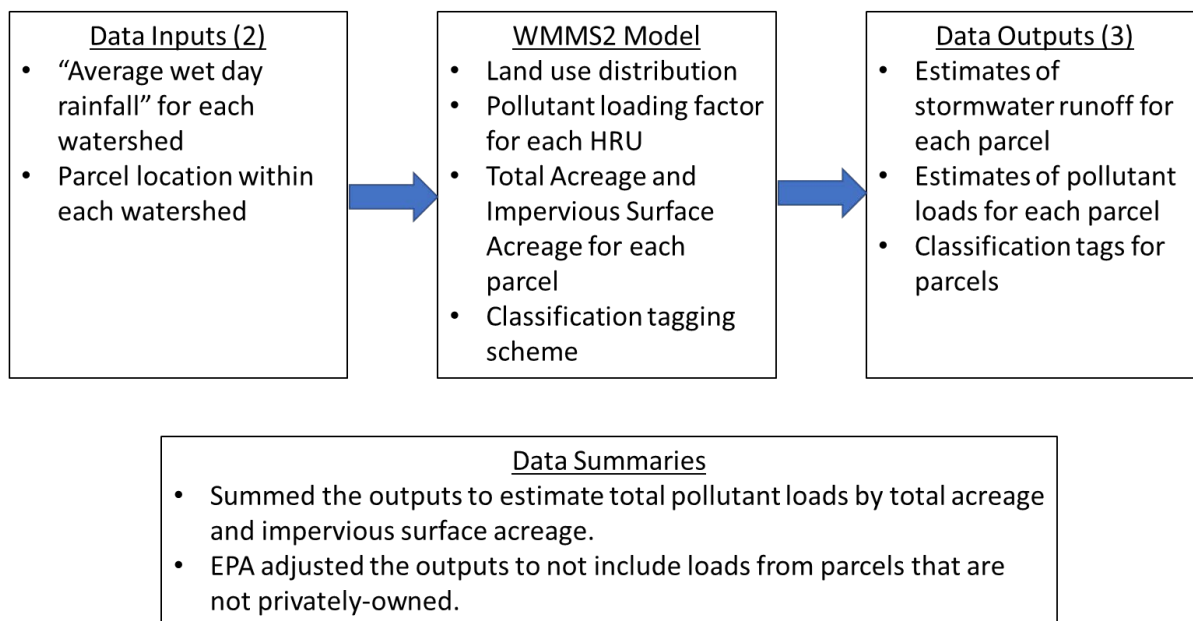 Data Inputs (2)
• “Average wet day
rainfall” for each
watershed
• Parcel location within
each watershed
WMMS2 Model
• Land use distribution
• Pollutant loading factor
for each HRU
• Total Acreage and
Impervious Surface
Acreage for each
parcel
• Classification tagging
scheme
Data Outputs (3)
• Estimates of
stormwater runoff for
each parcel
• Estimates of pollutant
loads for each parcel
• Classification tags for
parcels
Data Summaries
• Summed the outputs to estimate total pollutant loads by total acreage
and impervious surface acreage.
• EPA adjusted the outputs to not include loads from parcels that are
not privately-owned.